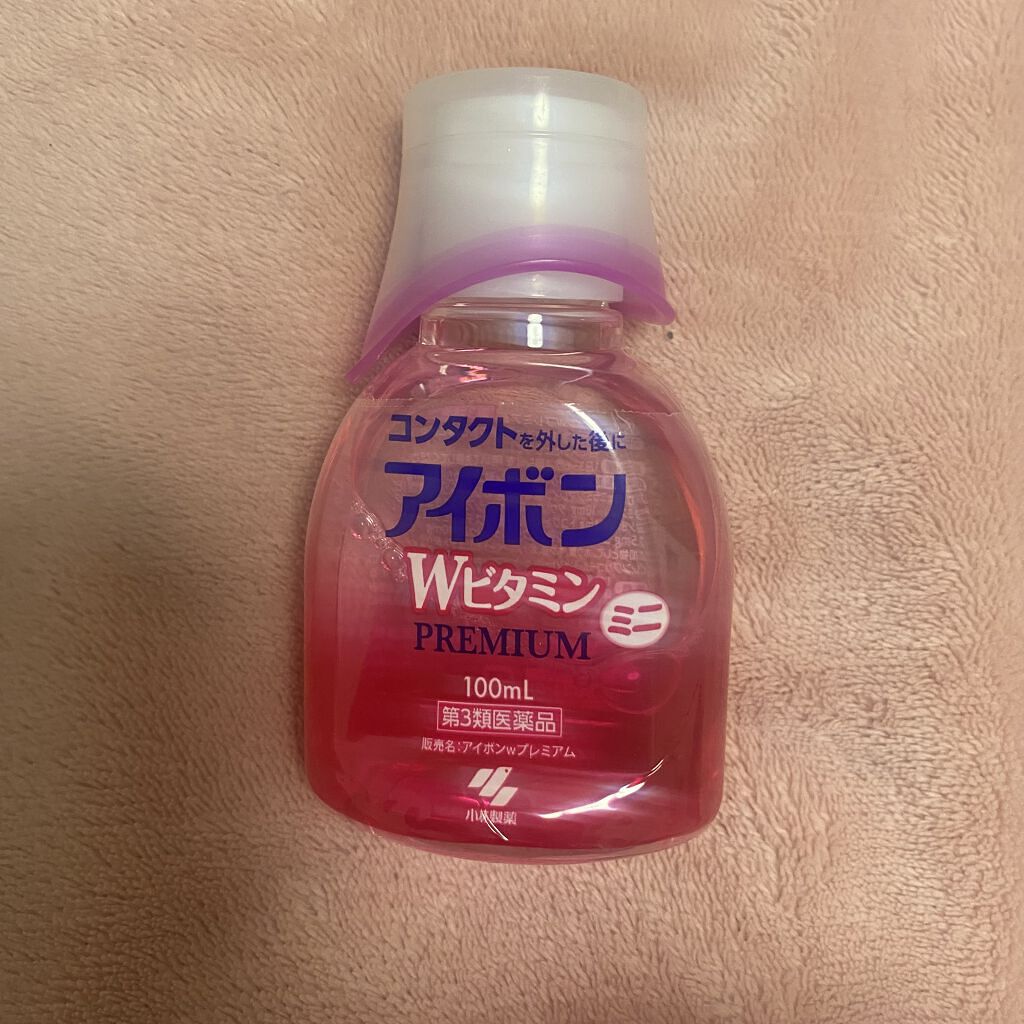 コンタクトを外した後に
アイボン
Wビタミン
ミニ
PREMIUM
100mL
第3類医薬品
販売名:アイボンwプレミアム
小林製薬